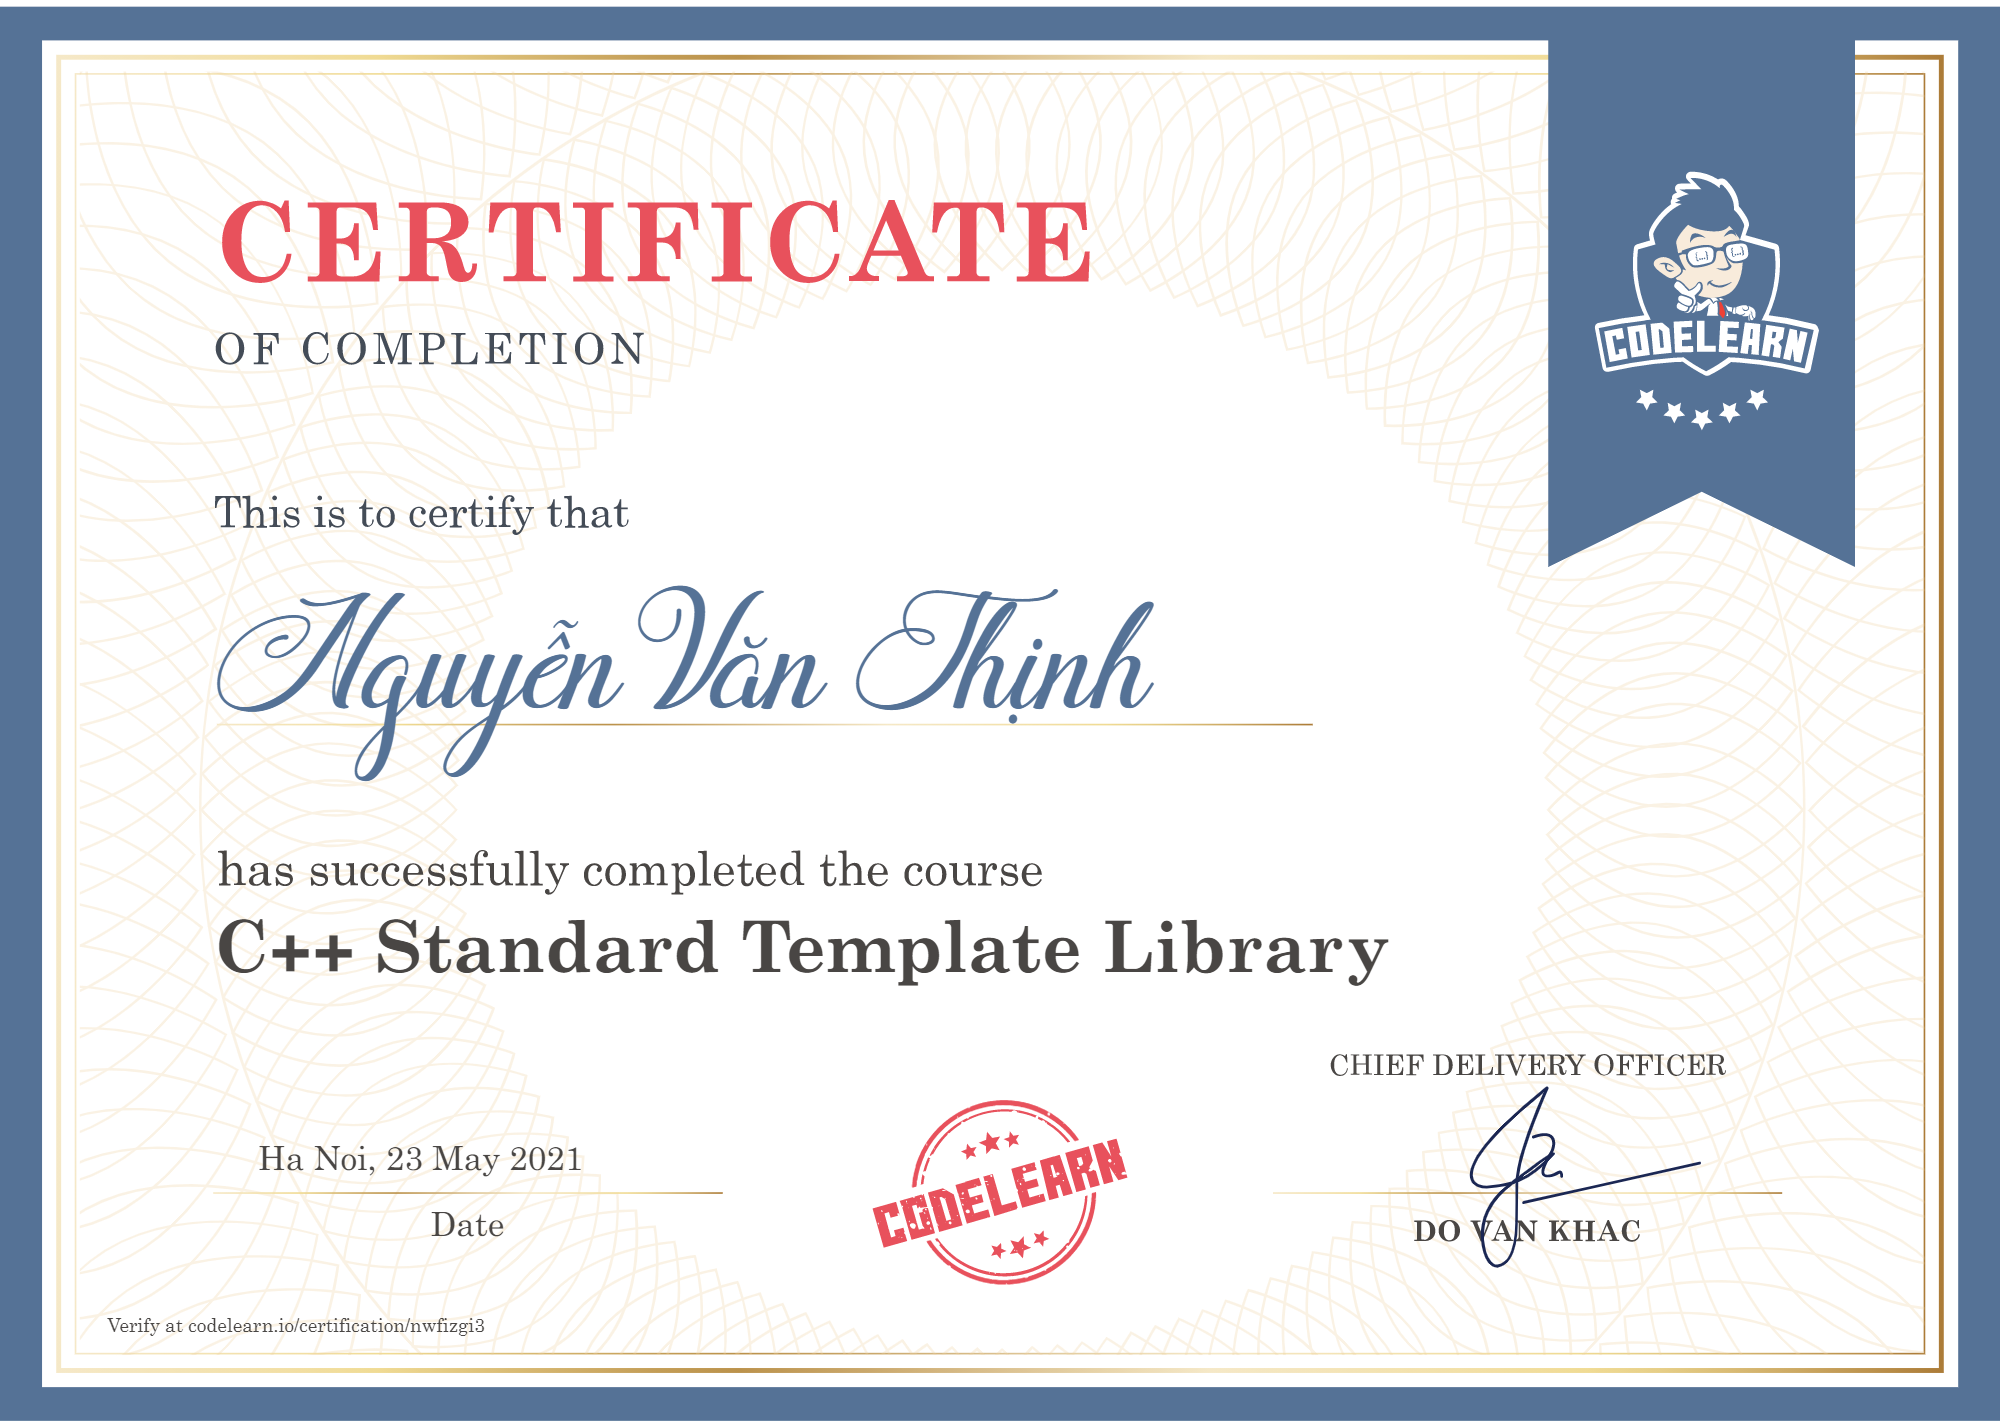 CERTIFICATE
OF COMPLETION
CODELEARN
This is to certify that
Nguyễn Văn Thịnh
has successfully completed the course
C++ Standard Template Library
CHIEF DELIVERY OFFICER
Ha Noi, 23 May 2021
CODELEARN
Date
DO VAN KHAC
Verify at codelearn.io/certification/nwfizgi3